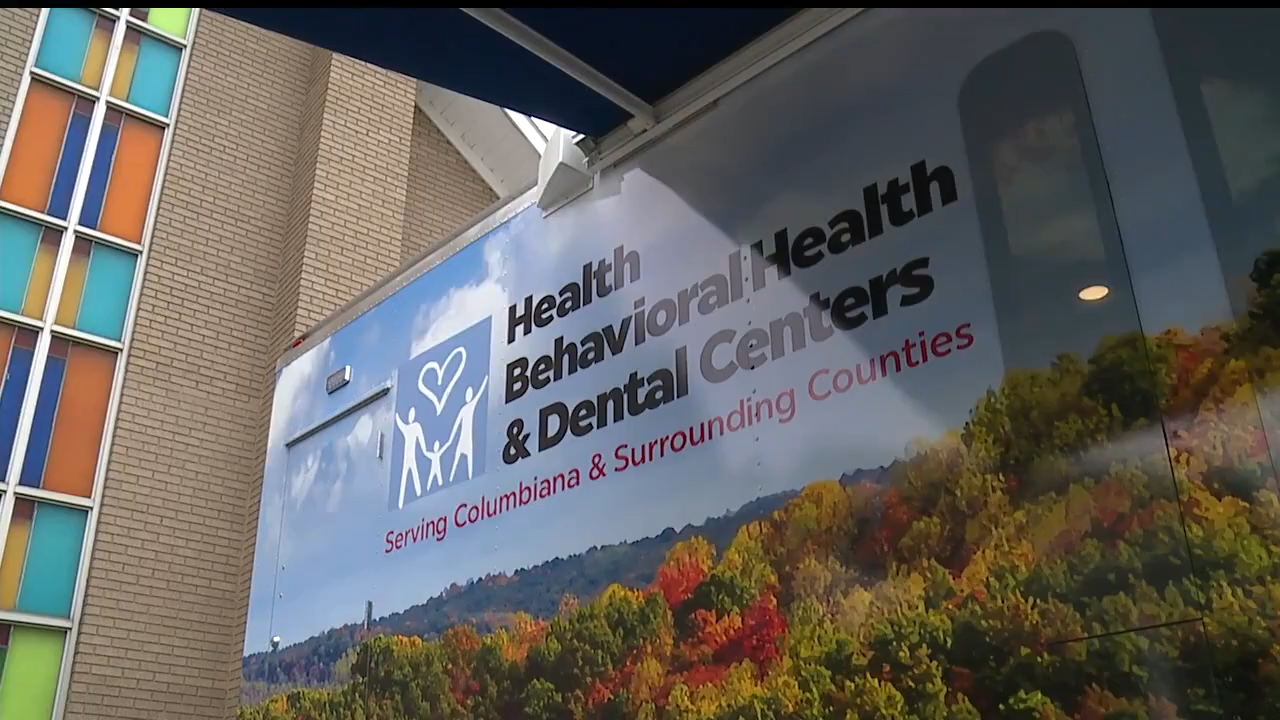 Health
Behavioral Health
& Dental Centers
Serving Columbiana & Surrounding Counties